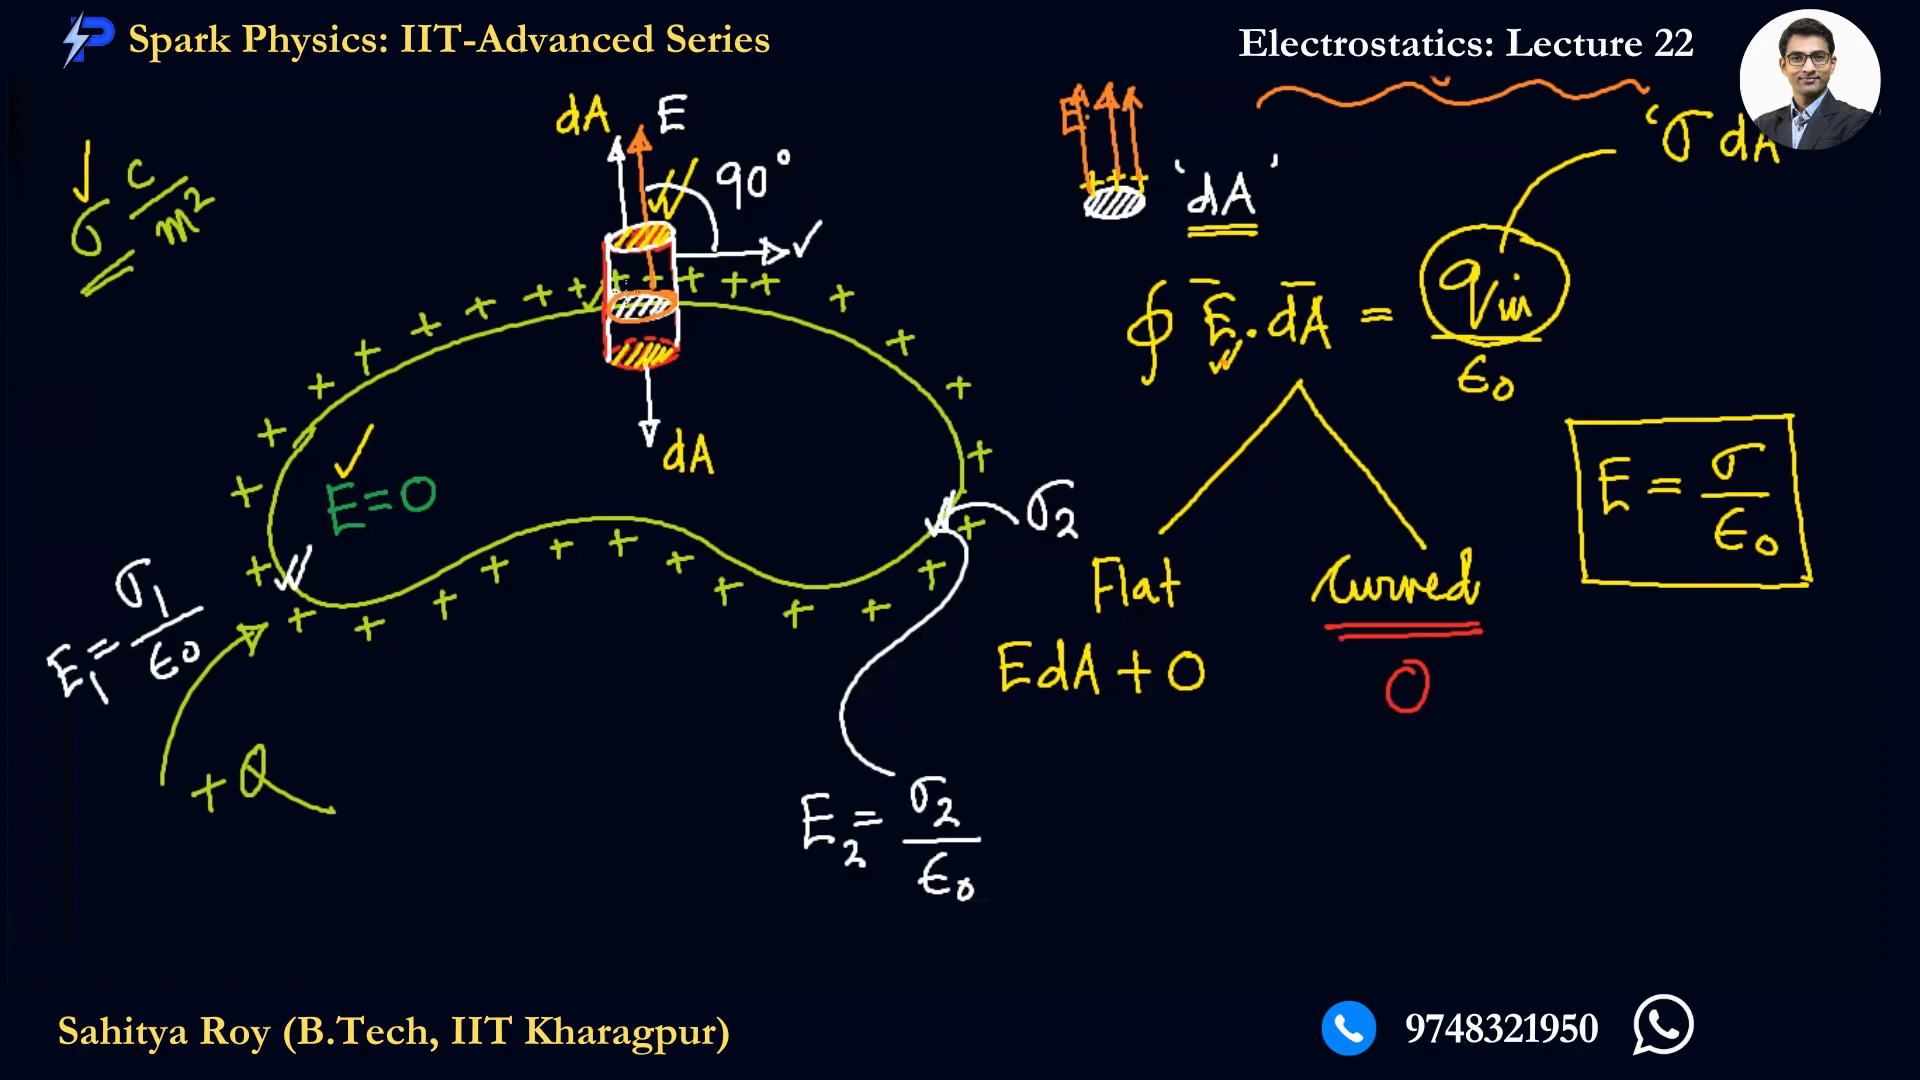 Spark Physics: IIT-Advanced Series
Electrostatics: Lecture 22
σ C/m²
dA E
90°
dA
E=0
E₁ = σ₁/ϵ₀
+Q
σ₂
E₂ = σ₂/ϵ₀
E
'dA'
'σ dA
∮ E̅. d̅A̅ = qin/ϵ₀
Flat
Curved
EdA + 0
0
E = σ/ϵ₀
Sahitya Roy (B.Tech, IIT Kharagpur)
9748321950